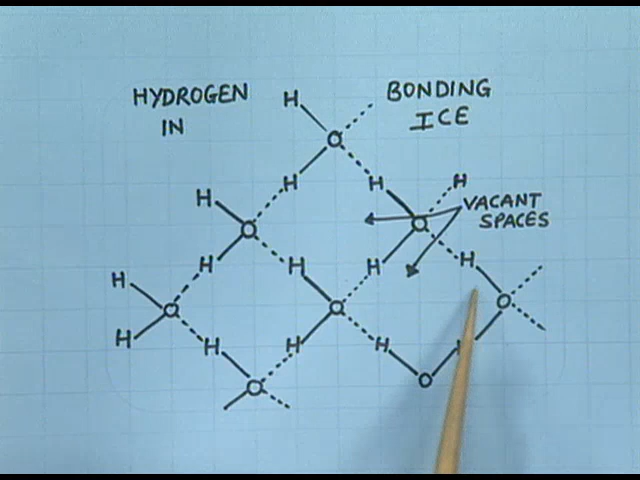 HYDROGEN BONDING
IN ICE
H
O
H H H
H O O VACANT
SPACES
H H H H
H O O O
H H H H H
O O